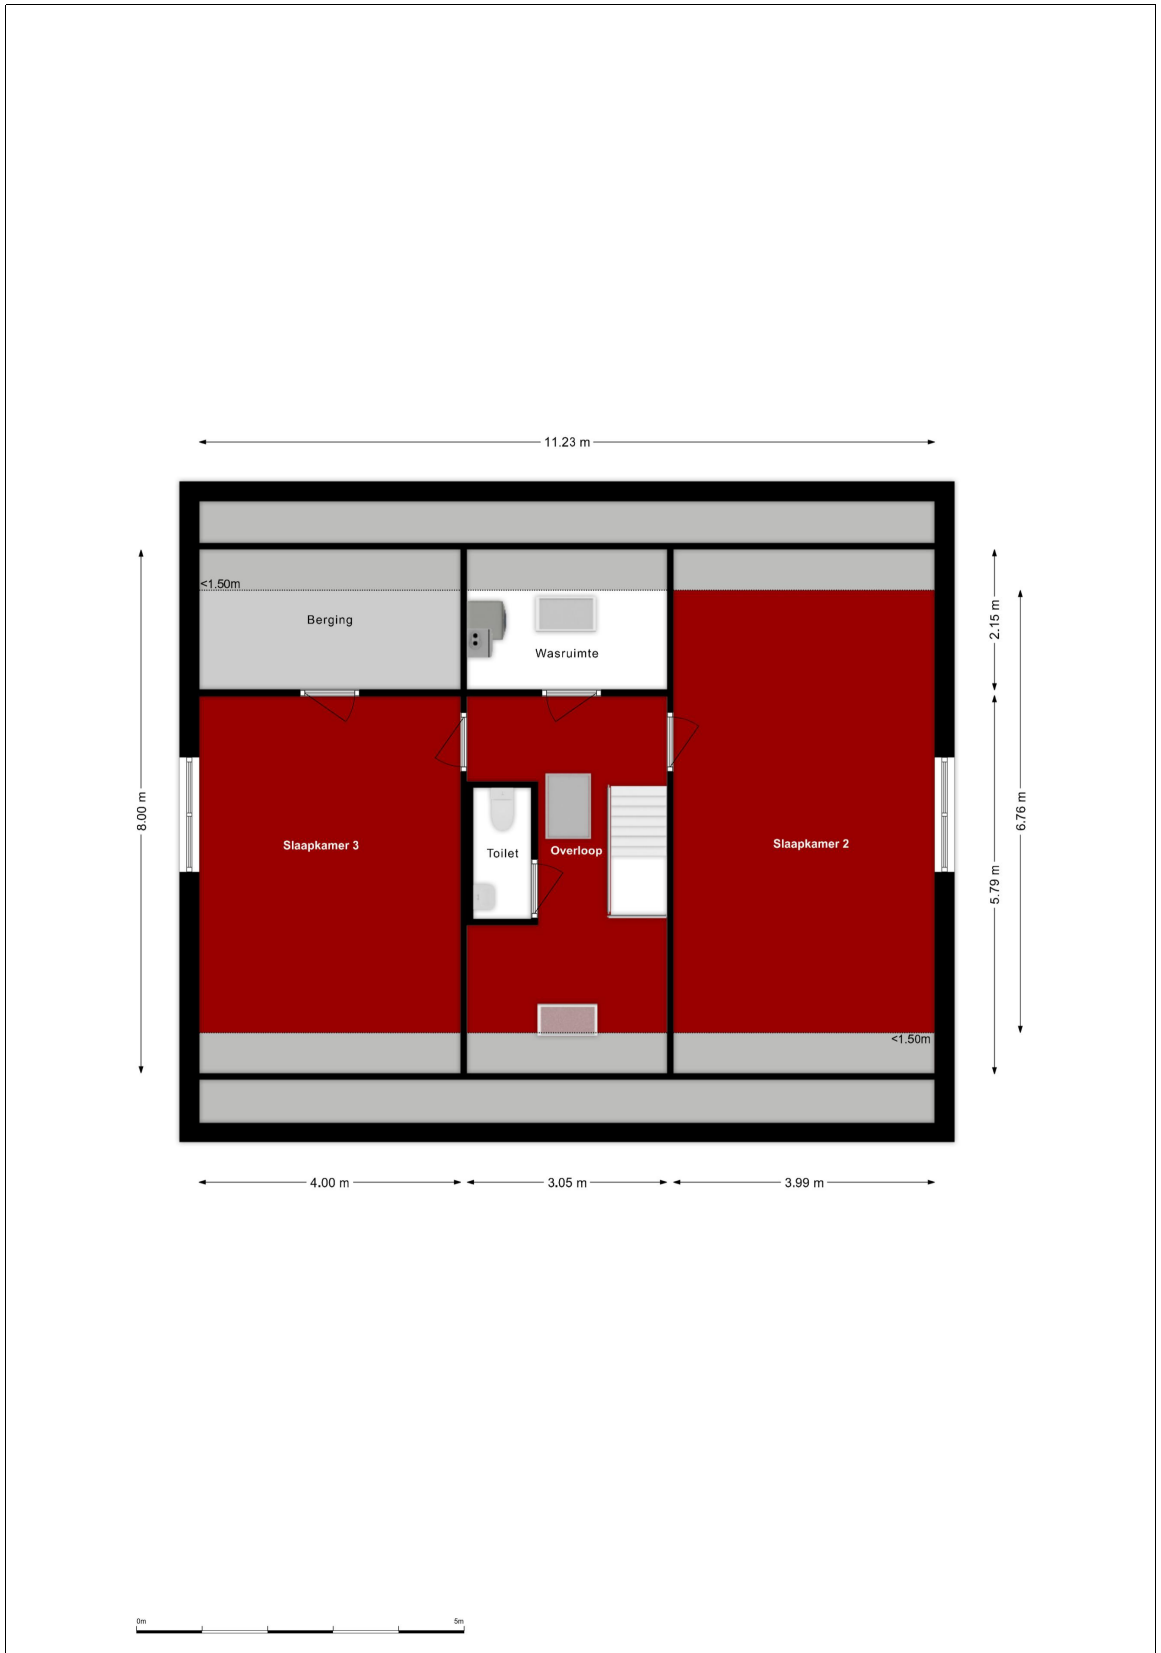 11.23 m
<1.50m
Berging
Wasruimte
2.15 m
8.00 m
6.76 m
Slaapkamer 3
Toilet
Overloop
Slaapkamer 2
5.79 m
<1.50m
4.00 m
3.05 m
3.99 m
0m
5m